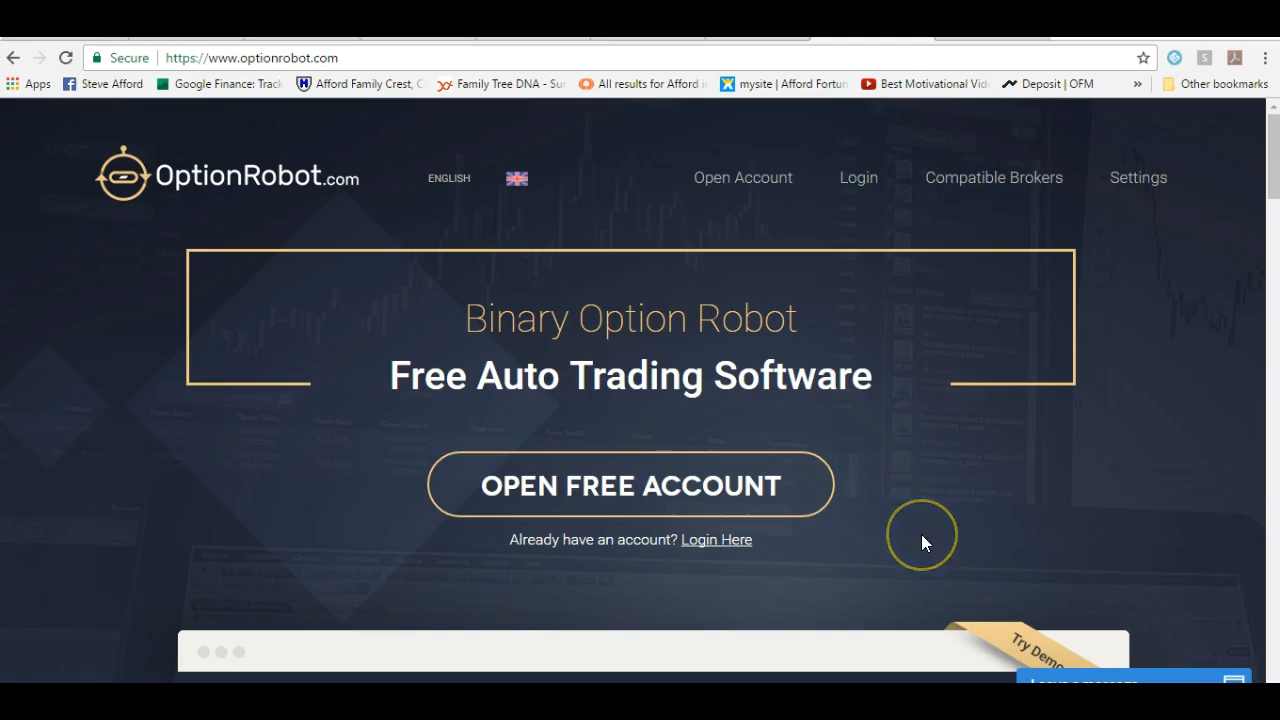 Secure https://www.optionrobot.com
Apps Steve Afford Google Finance: Track Afford Family Crest, C Family Tree DNA - Su All results for Afford i mysite | Afford Fortun Best Motivational Vid Deposit | OFM » Other bookmarks
OptionRobot.com ENGLISH Open Account Login Compatible Brokers Settings
Binary Option Robot
Free Auto Trading Software
OPEN FREE ACCOUNT
Already have an account? Login Here
Try Demo